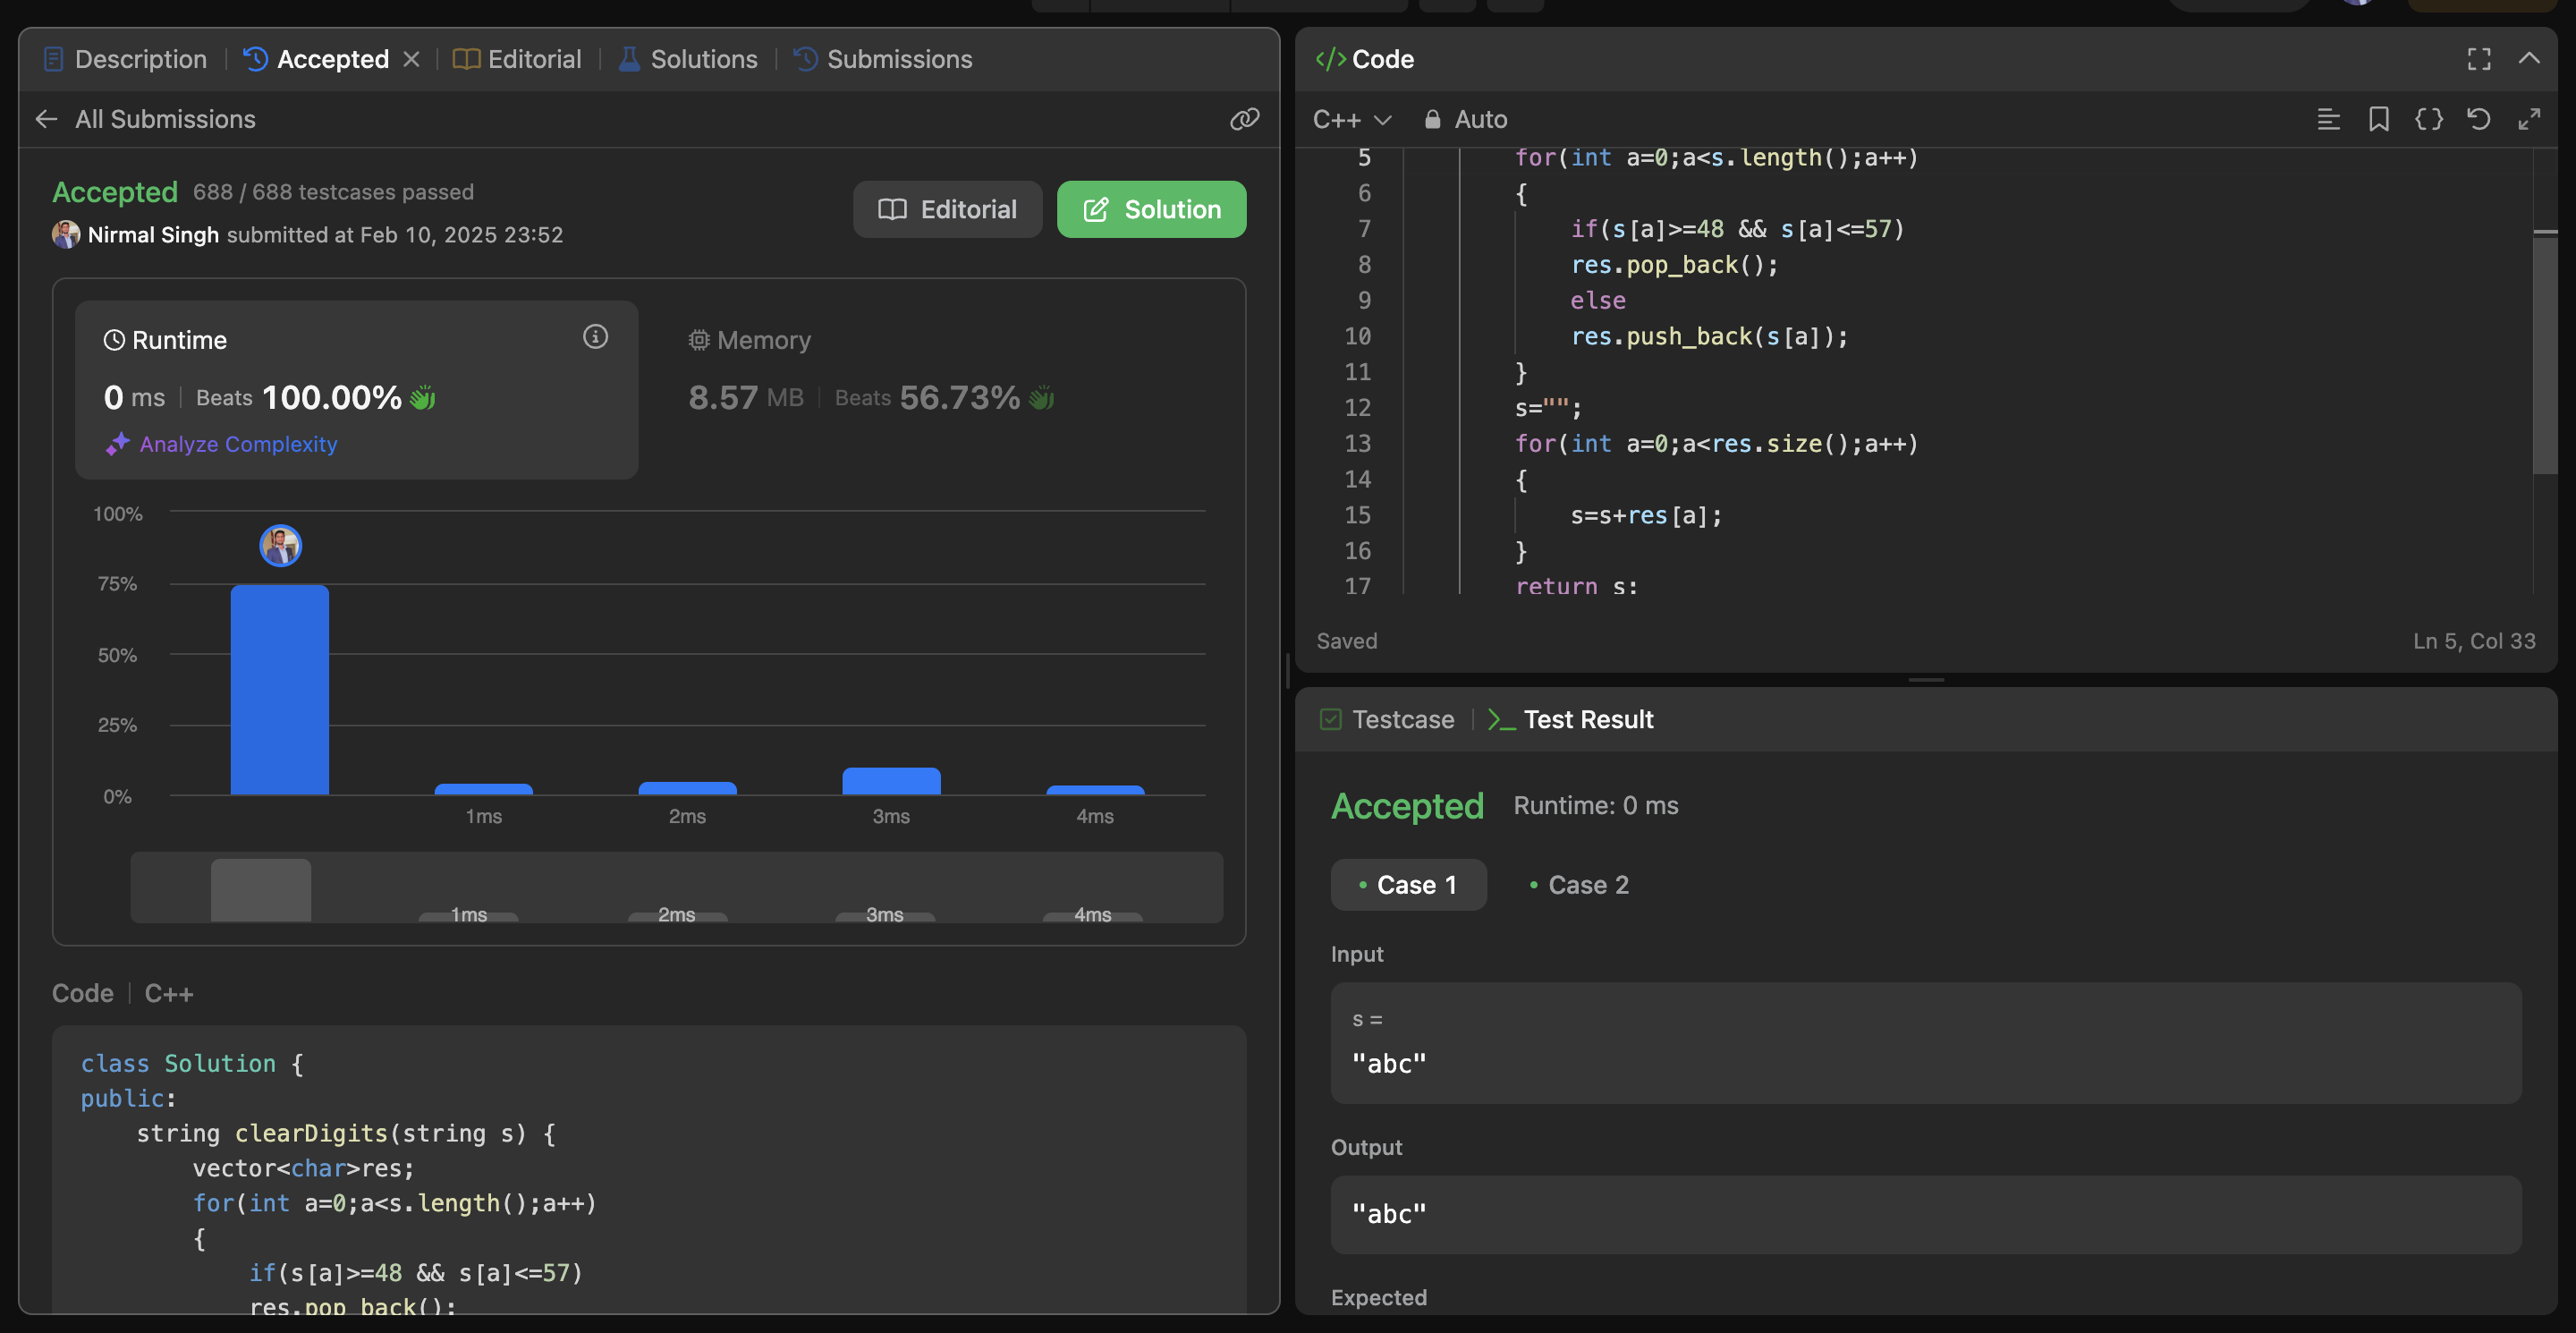 Description | Accepted | Editorial | Solutions | Submissions
All Submissions
Accepted 688 / 688 testcases passed
Nirmal Singh submitted at Feb 10, 2025 23:52
Editorial
Solution
Runtime
0 ms | Beats 100.00%
Analyze Complexity
Memory
8.57 MB | Beats 56.73%
100%
75%
50%
25%
0%
1ms 2ms 3ms 4ms
1ms 2ms 3ms 4ms
Code | C++
class Solution {
public:
    string clearDigits(string s) {
        vector<char>res;
        for(int a=0;a<s.length();a++)
        {
            if(s[a]>=48 && s[a]<=57)
            res.pop_back();
</> Code
C++ Auto
5 for(int a=0;a<s.length();a++)
6 {
7     if(s[a]>=48 && s[a]<=57)
8     res.pop_back();
9     else
10     res.push_back(s[a]);
11 }
12 s="";
13 for(int a=0;a<res.size();a++)
14 {
15     s=s+res[a];
16 }
17 return s;
Saved
Ln 5, Col 33
Testcase | >_ Test Result
Accepted Runtime: 0 ms
• Case 1 • Case 2
Input
s =
"abc"
Output
"abc"
Expected